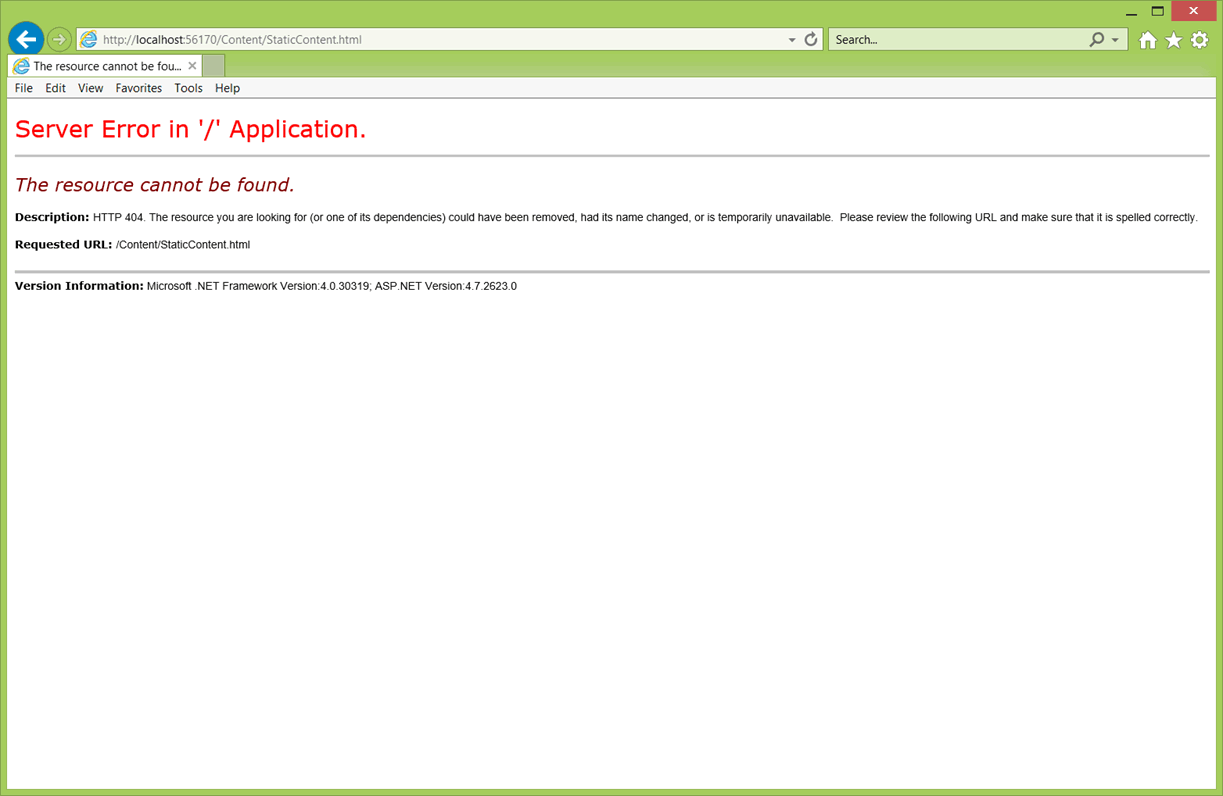 http://localhost:56170/Content/StaticContent.html
Search...
The resource cannot be fou...
File Edit View Favorites Tools Help
Server Error in '/' Application.
The resource cannot be found.
Description: HTTP 404. The resource you are looking for (or one of its dependencies) could have been removed, had its name changed, or is temporarily unavailable.  Please review the following URL and make sure that it is spelled correctly.
Requested URL: /Content/StaticContent.html
Version Information: Microsoft .NET Framework Version:4.0.30319; ASP.NET Version:4.7.2623.0